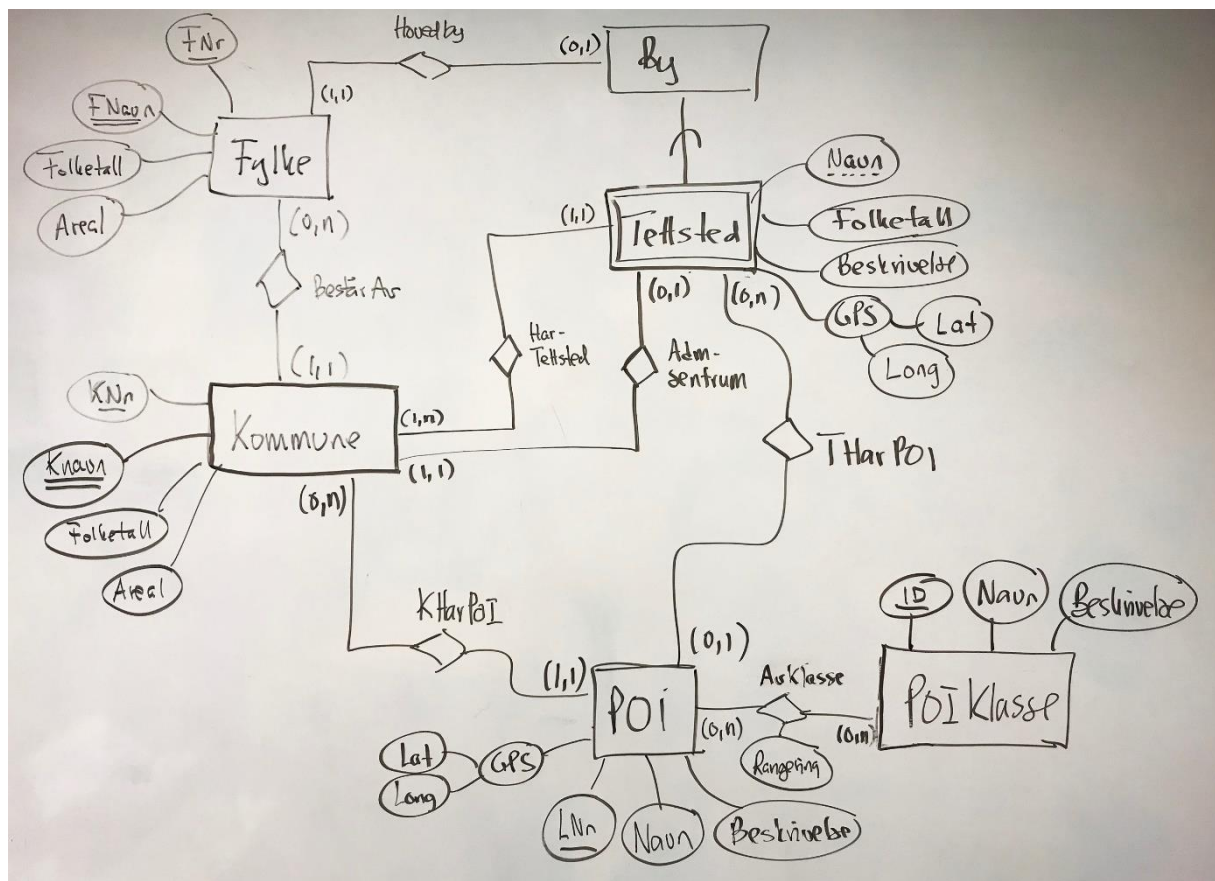 Hovedby
FNr
(0,1)
By
(1,1)
FNavn
Fylke
Folketall
Areal
Navn
(1,1)
Tettsted
Folketall
Beskrivelse
(0,n)
(0,1)
(0,n)
GPS
Lat
Long
Består Av
Har-
Tettsted
Adm-
sentrum
(1,1)
KNr
Kommune
(1,n)
(1,1)
THarPOI
Knavn
(0,n)
Folketall
Areal
KHarPOI
ID
Navn
Beskrivelse
(0,1)
(1,1)
POI
AvKlasse
POI Klasse
(0,n)
(0,n)
Lat
GPS
Long
Rangering
LNr
Navn
Beskrivelse